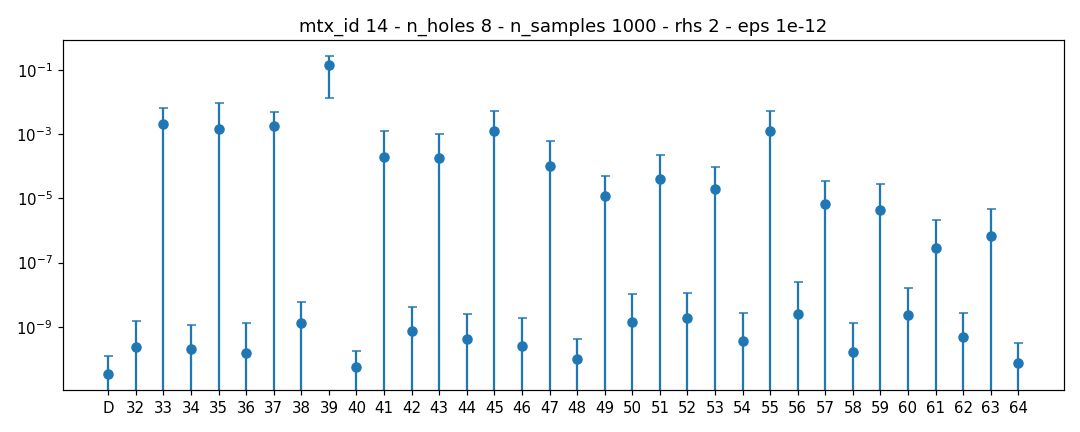 mtx_id 14 - n_holes 8 - n_samples 1000 - rhs 2 - eps 1e-12
10⁻¹
10⁻³
10⁻⁵
10⁻⁷
10⁻⁹
D 32 33 34 35 36 37 38 39 40 41 42 43 44 45 46 47 48 49 50 51 52 53 54 55 56 57 58 59 60 61 62 63 64